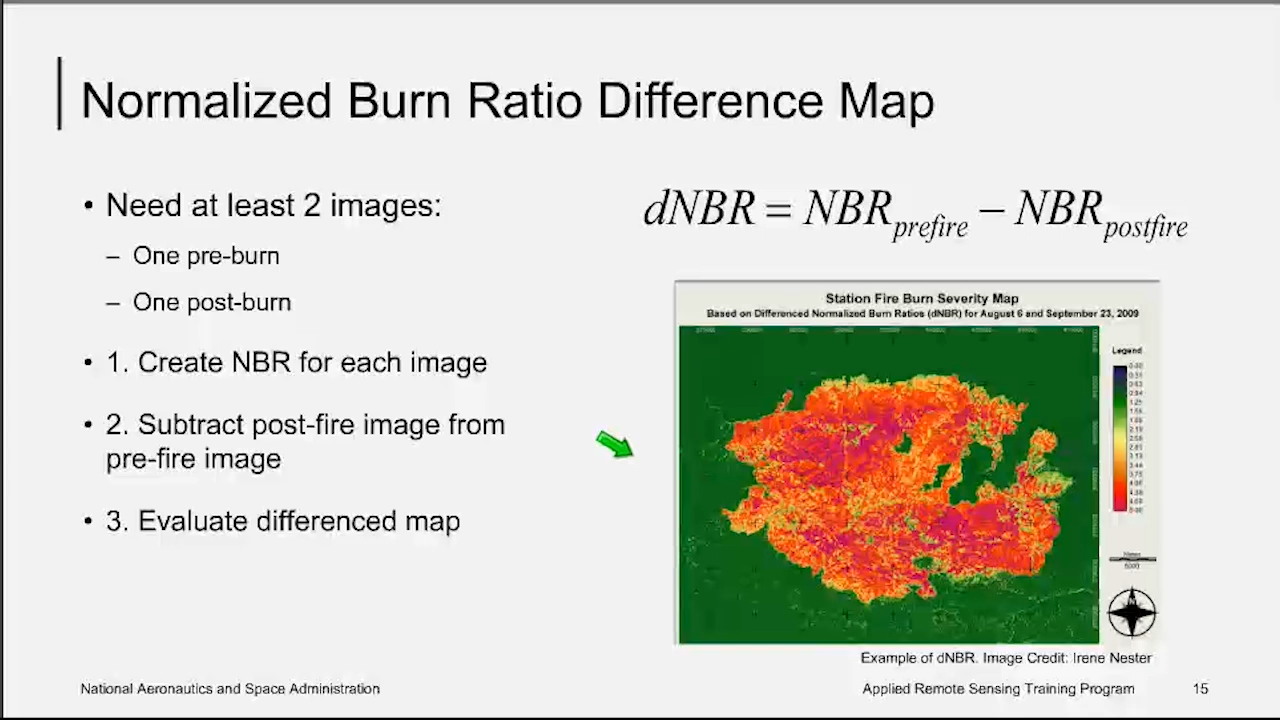 Normalized Burn Ratio Difference Map
• Need at least 2 images:
– One pre-burn
– One post-burn
• 1. Create NBR for each image
• 2. Subtract post-fire image from
pre-fire image
• 3. Evaluate differenced map
dNBR = NBRprefire − NBRpostfire
Station Fire Burn Severity Map
Based on Differenced Normalized Burn Ratios (dNBR) for August 6 and September 23, 2009
Legend
Example of dNBR. Image Credit: Irene Nester
National Aeronautics and Space Administration
Applied Remote Sensing Training Program
15